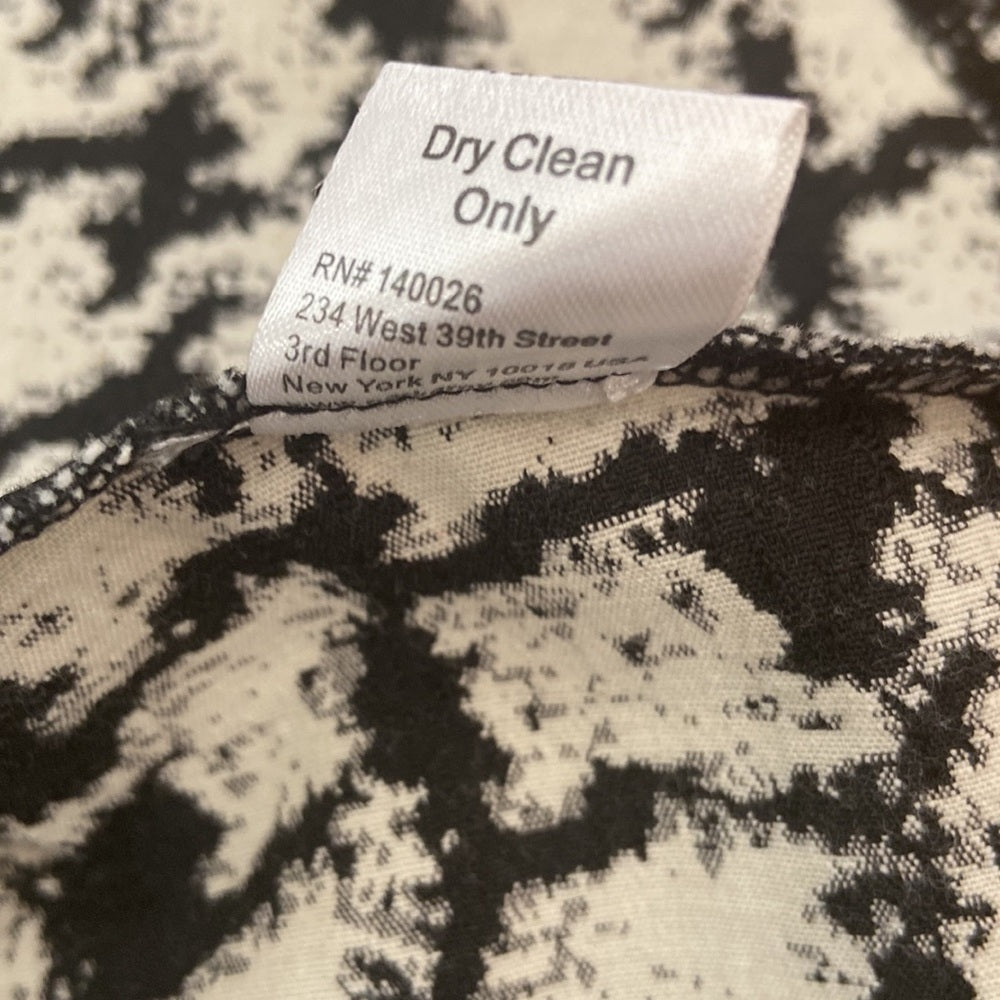 Dry Clean
Only
RN# 140026
234 West 39th Street
3rd Floor
New York NY 10018 USA